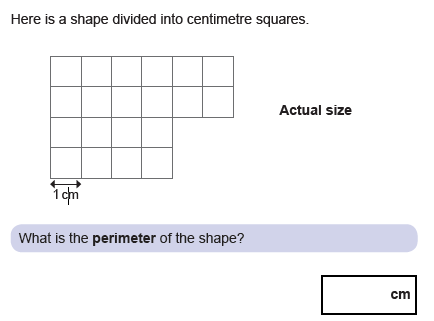 Here is a shape divided into centimetre squares.
Actual size
1 cm
What is the perimeter of the shape?
cm